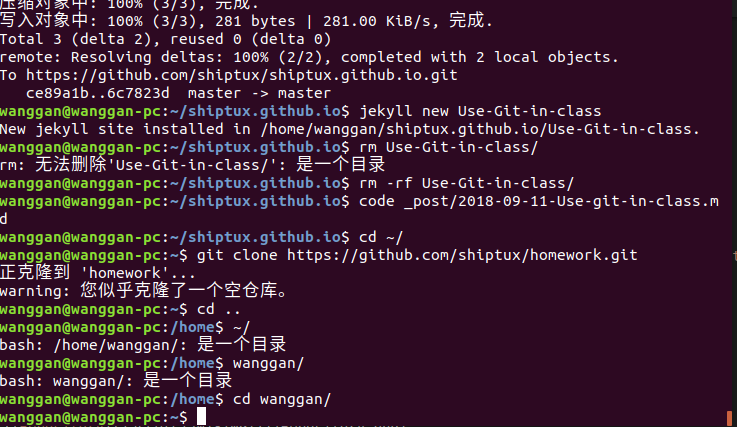 压缩对象中: 100% (3/3), 完成.
写入对象中: 100% (3/3), 281 bytes | 281.00 KiB/s, 完成.
Total 3 (delta 2), reused 0 (delta 0)
remote: Resolving deltas: 100% (2/2), completed with 2 local objects.
To https://github.com/shiptux/shiptux.github.io.git
   ce89a1b..6c7823d  master -> master
wanggan@wanggan-pc:~/shiptux.github.io$ jekyll new Use-Git-in-class
New jekyll site installed in /home/wanggan/shiptux.github.io/Use-Git-in-class.
wanggan@wanggan-pc:~/shiptux.github.io$ rm Use-Git-in-class/
rm: 无法删除'Use-Git-in-class/': 是一个目录
wanggan@wanggan-pc:~/shiptux.github.io$ rm -rf Use-Git-in-class/
wanggan@wanggan-pc:~/shiptux.github.io$ code _post/2018-09-11-Use-git-in-class.m
d
wanggan@wanggan-pc:~/shiptux.github.io$ cd ~/
wanggan@wanggan-pc:~$ git clone https://github.com/shiptux/homework.git
正克隆到 'homework'...
warning: 您似乎克隆了一个空仓库。
wanggan@wanggan-pc:~$ cd ..
wanggan@wanggan-pc:/home$ ~/
bash: /home/wanggan/: 是一个目录
wanggan@wanggan-pc:/home$ wanggan/
bash: wanggan/: 是一个目录
wanggan@wanggan-pc:/home$ cd wanggan/
wanggan@wanggan-pc:~$